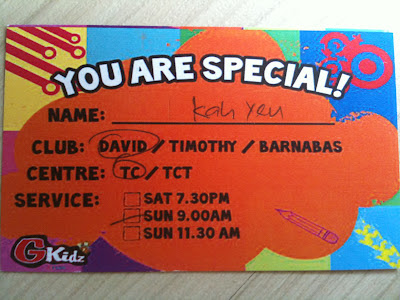 YOU ARE SPECIAL!
NAME: Kah Yen
CLUB: DAVID / TIMOTHY / BARNABAS
CENTRE: TC / TCT
SERVICE: SAT 7.30PM
SUN 9.00AM
SUN 11.30 AM
GKidz